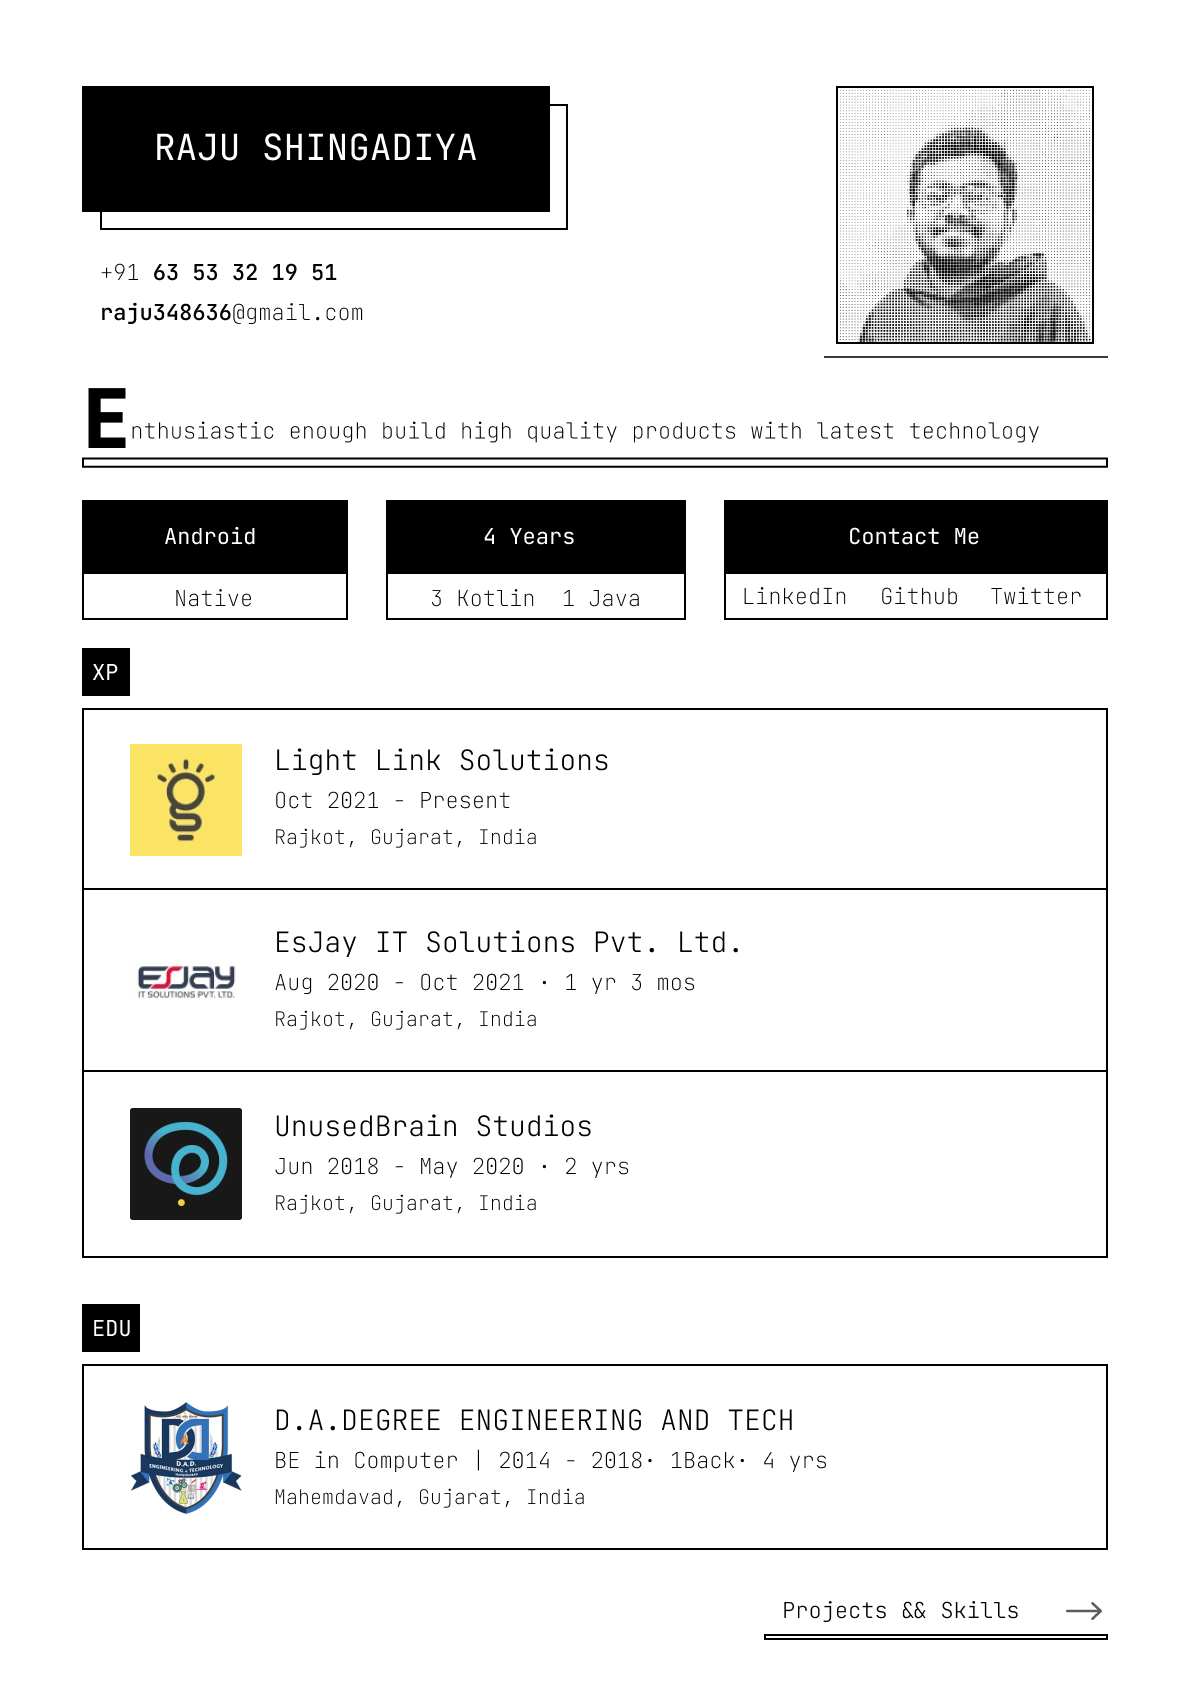 RAJU SHINGADIYA
+91 63 53 32 19 51
raju348636@gmail.com
Enthusiastic enough build high quality products with latest technology
Android
Native
4 Years
3 Kotlin 1 Java
Contact Me
LinkedIn Github Twitter
XP
Light Link Solutions
Oct 2021 - Present
Rajkot, Gujarat, India
ESJay
IT SOLUTIONS PVT. LTD.
EsJay IT Solutions Pvt. Ltd.
Aug 2020 - Oct 2021 · 1 yr 3 mos
Rajkot, Gujarat, India
UnusedBrain Studios
Jun 2018 - May 2020 · 2 yrs
Rajkot, Gujarat, India
EDU
D.A.D.
ENGINEERING & TECHNOLOGY
MAHEMDABAD
D.A.DEGREE ENGINEERING AND TECH
BE in Computer | 2014 - 2018· 1Back· 4 yrs
Mahemdavad, Gujarat, India
Projects && Skills